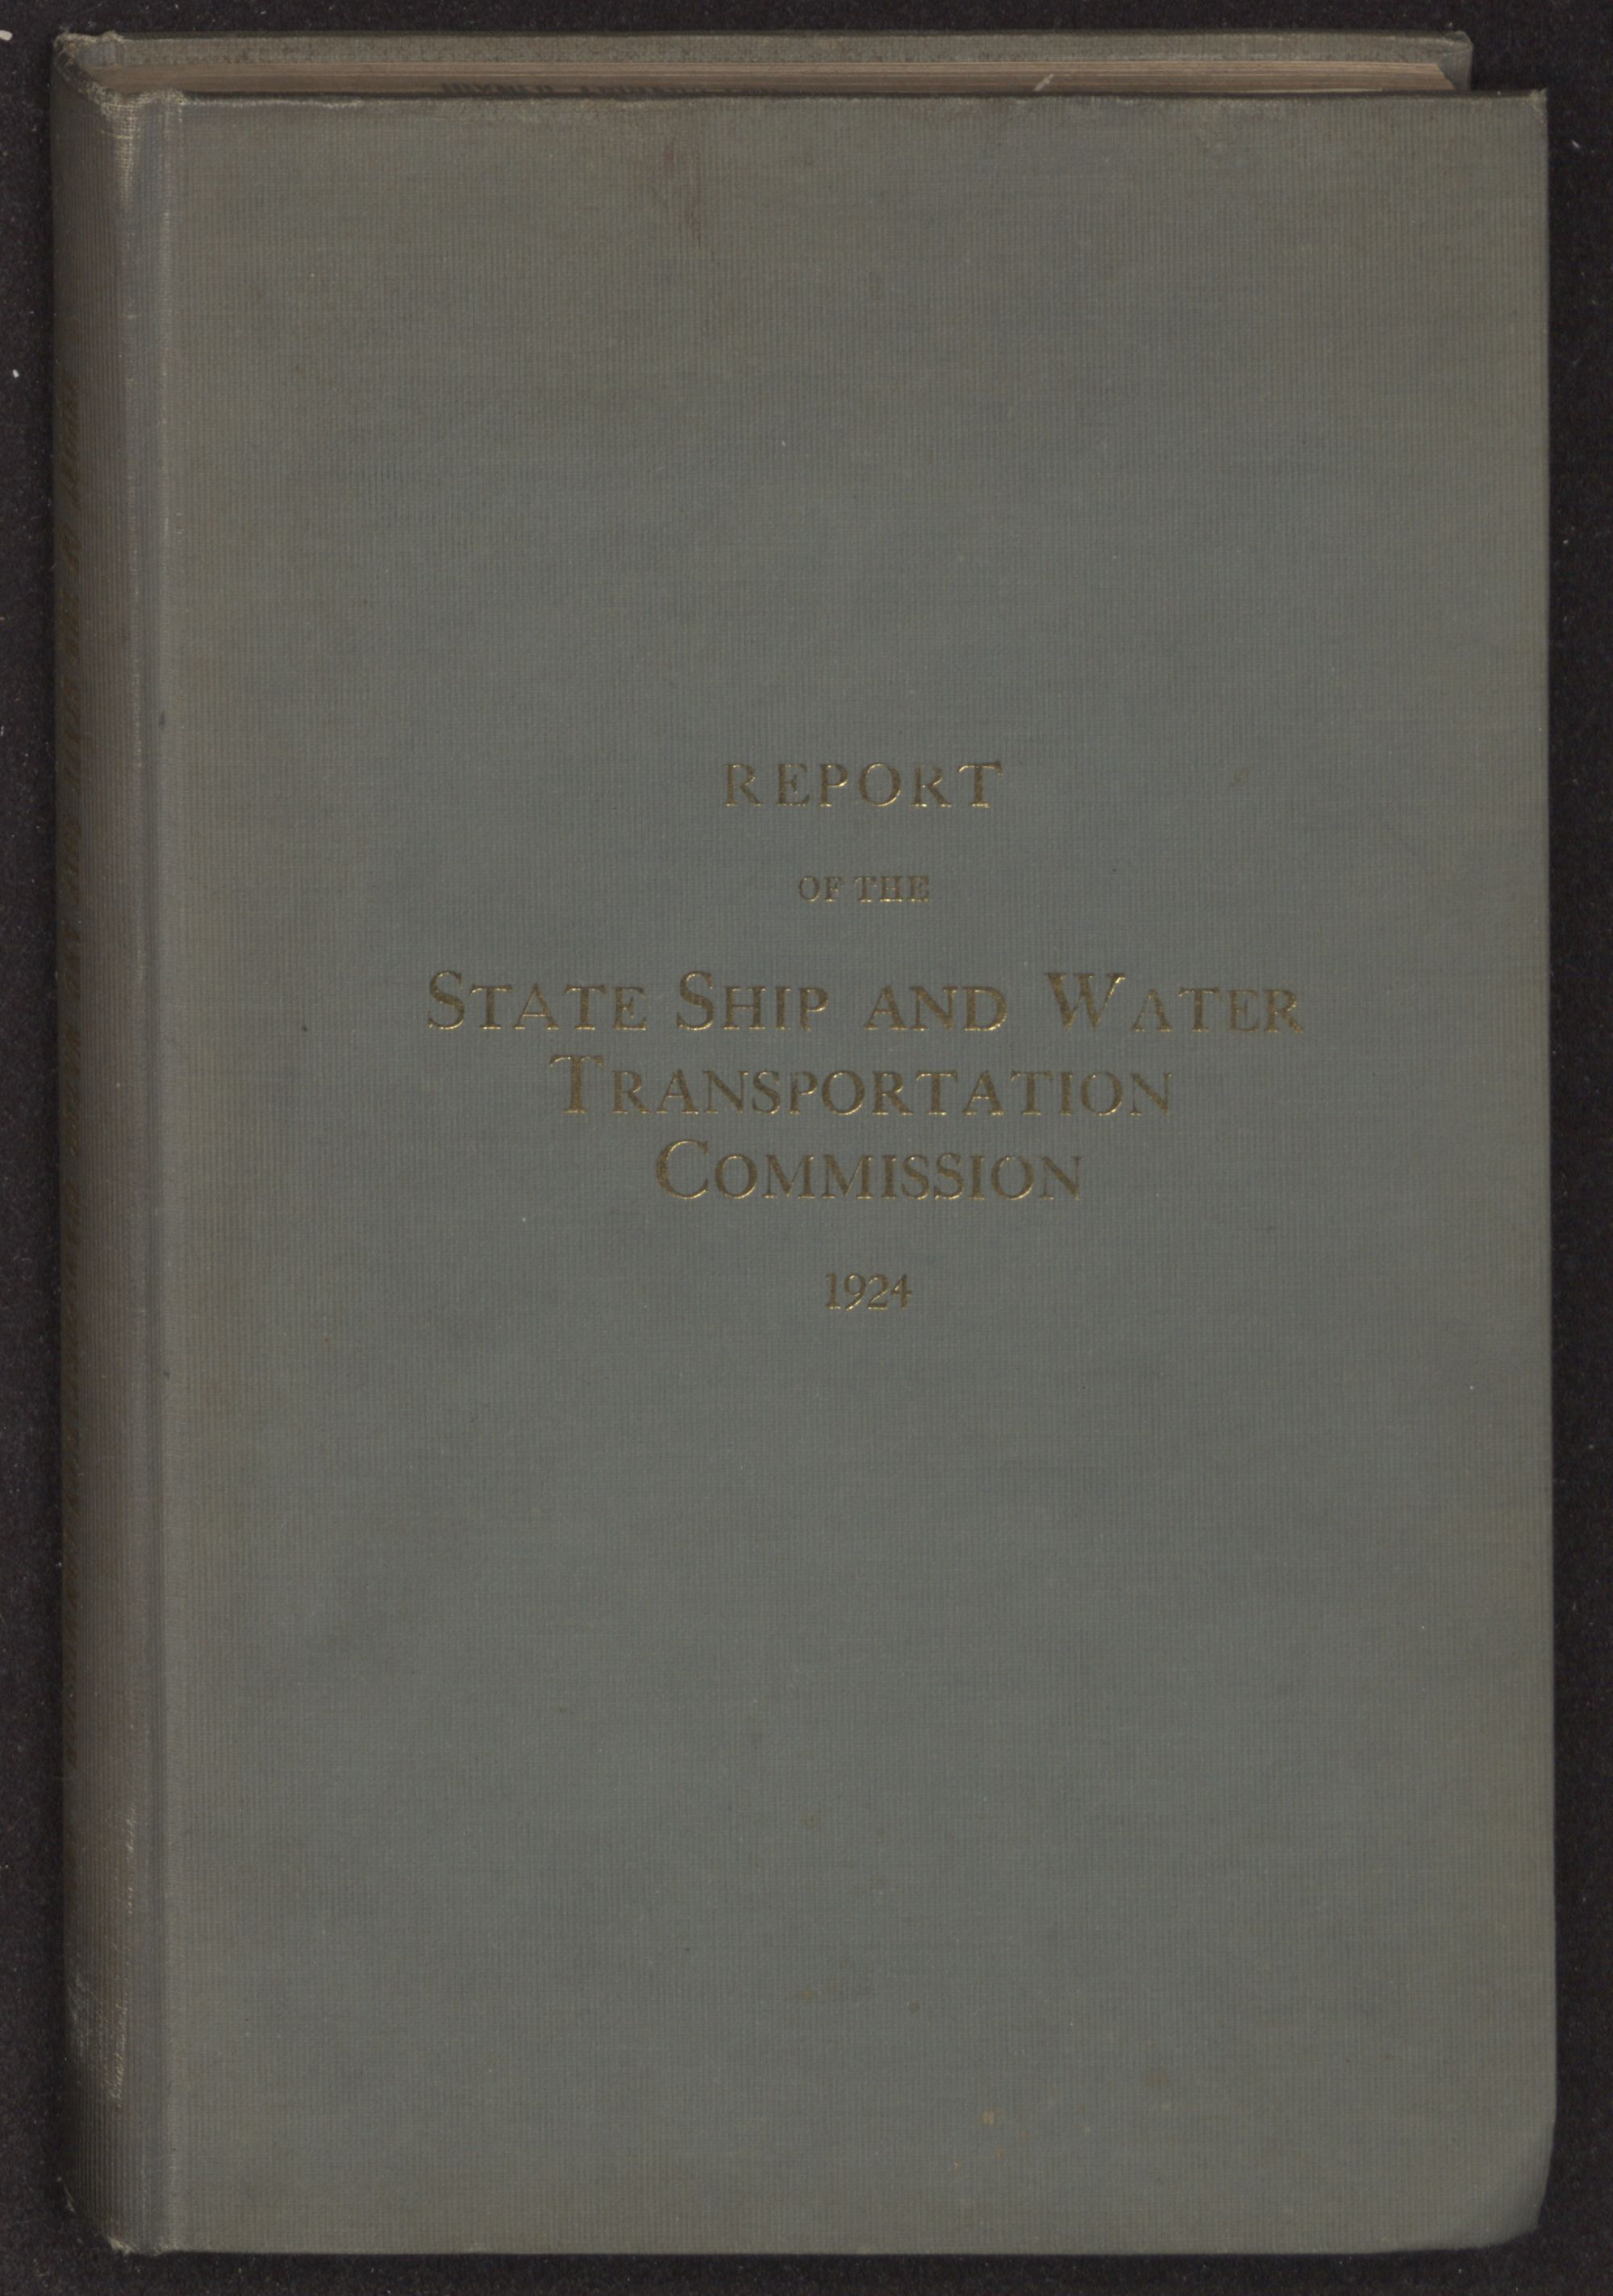 REPORT
OF THE
STATE SHIP AND WATER
TRANSPORTATION
COMMISSION
1924